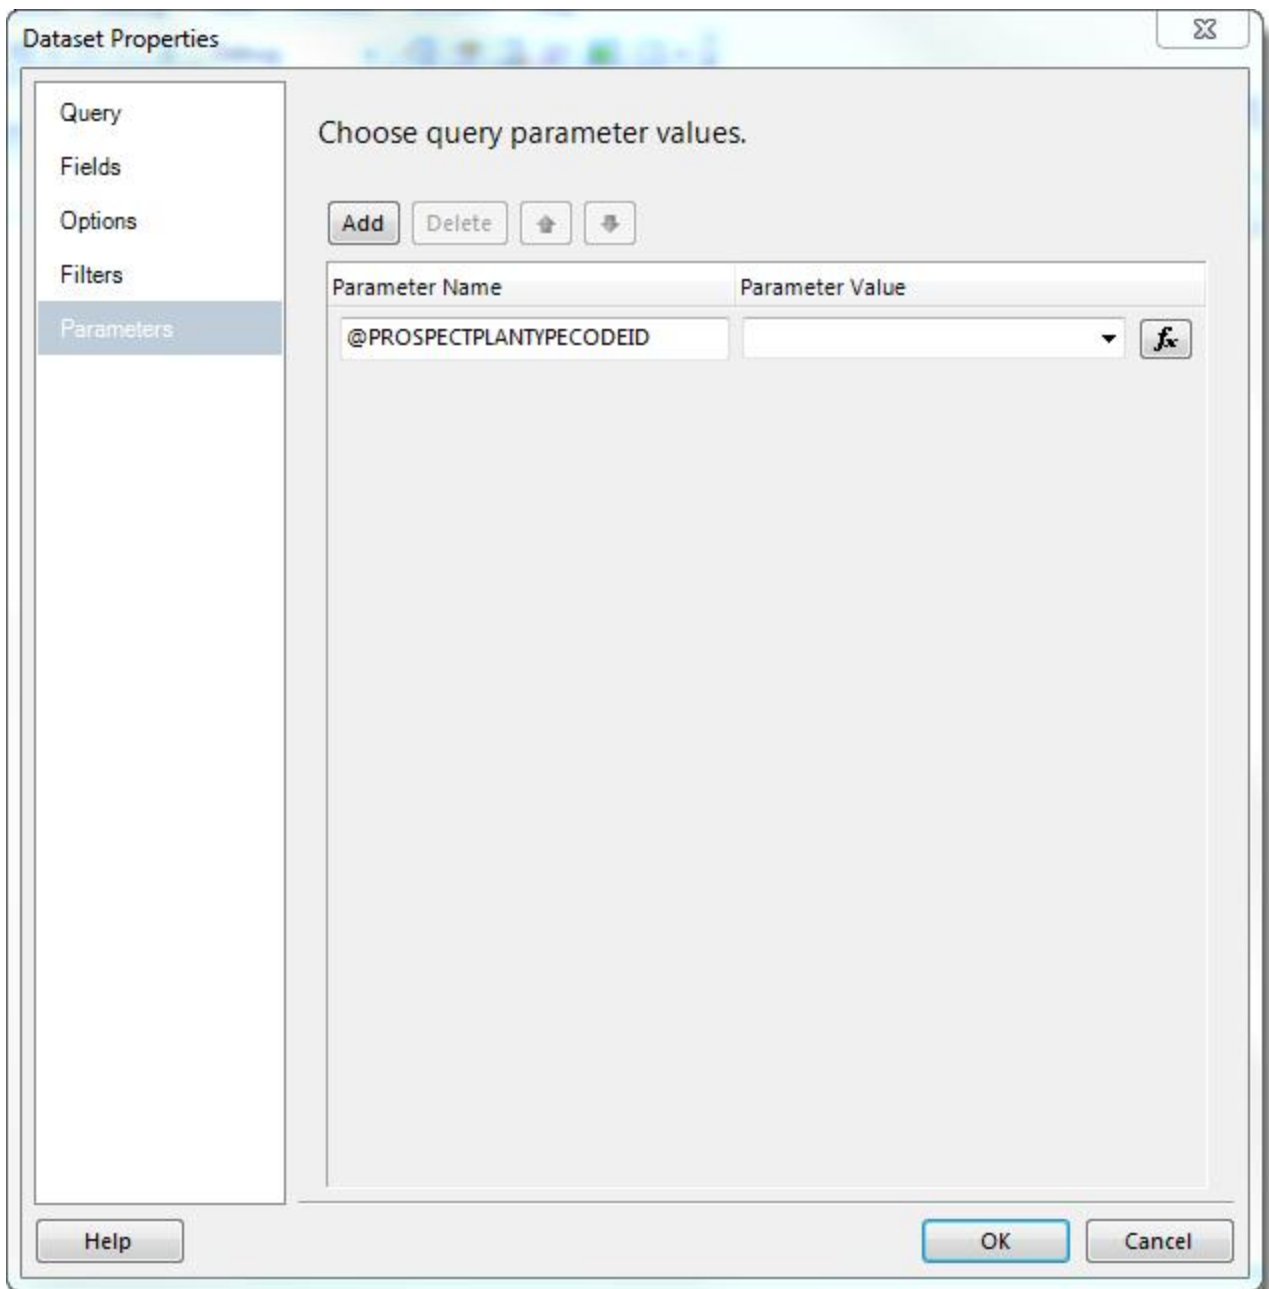 Dataset Properties
Query
Fields
Options
Filters
Parameters
Choose query parameter values.
Add Delete
Parameter Name Parameter Value
@PROSPECTPLANTYPECODEID fx
Help OK Cancel